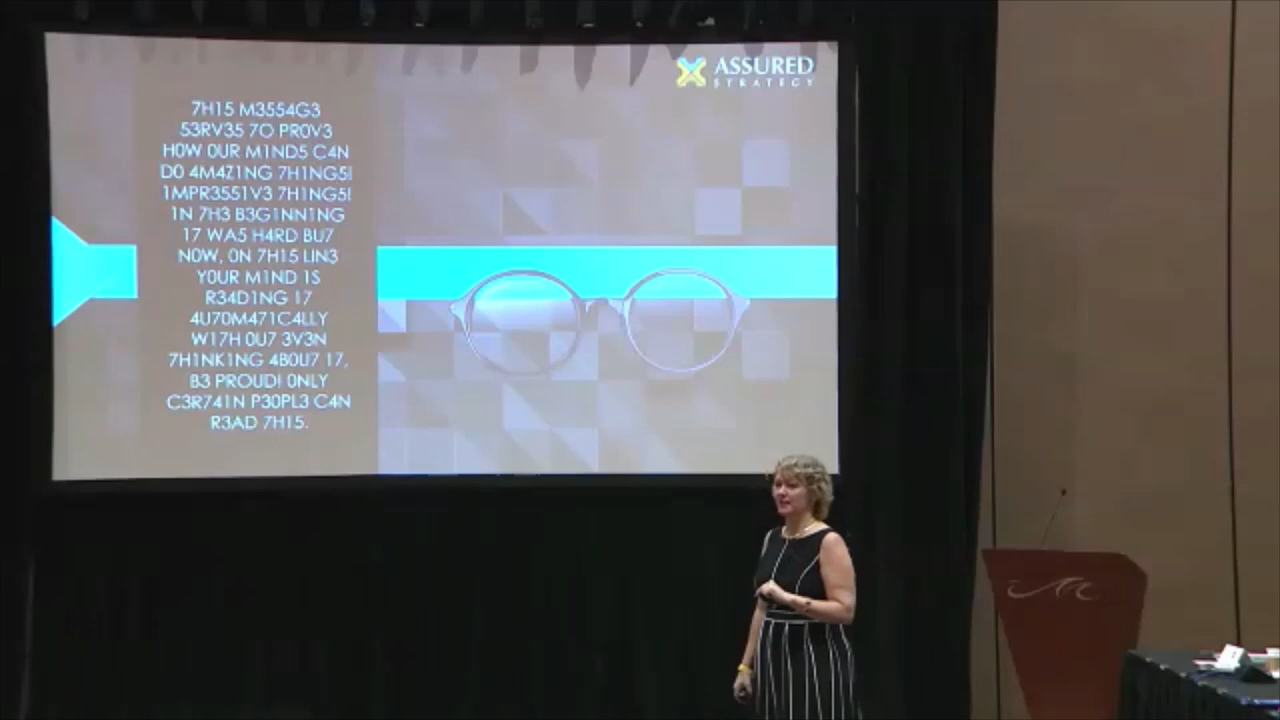 ASSURED
STRATEGY
7H15 M3554G3
53RV35 7O PR0V3
H0W 0UR M1ND5 C4N
D0 4M4Z1NG 7H1NG5!
1MPR3551V3 7H1NG5!
1N 7H3 B3G1NN1NG
17 WA5 H4RD BU7
N0W, 0N 7H15 LIN3
Y0UR M1ND 1S
R34D1NG 17
4U70M471C4LLY
W17H 0U7 3V3N
7H1NK1NG 4B0U7 17,
B3 PROUD! 0NLY
C3R741N P30PL3 C4N
R3AD 7H15.